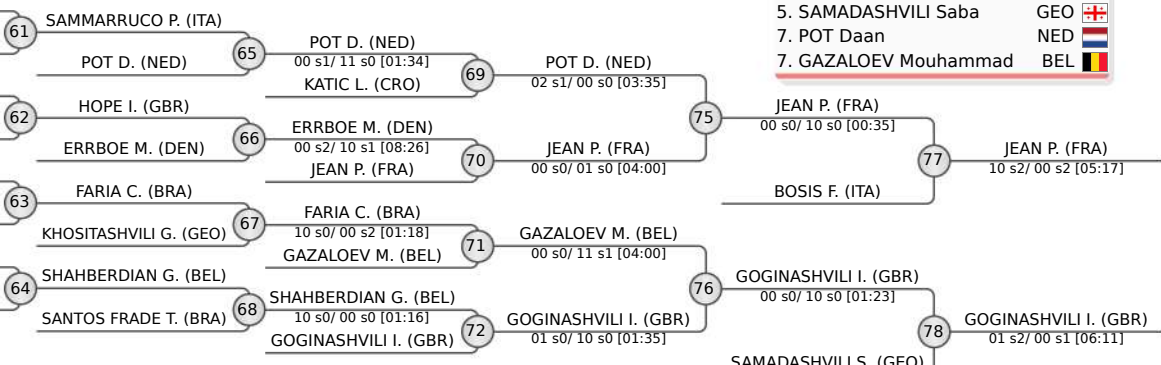 5. SAMADASHVILI Saba GEO
7. POT Daan NED
7. GAZALOEV Mouhammad BEL
61
SAMMARRUCO P. (ITA)
POT D. (NED)
62
HOPE I. (GBR)
ERRBOE M. (DEN)
63
FARIA C. (BRA)
KHOSITASHVILI G. (GEO)
64
SHAHBERDIAN G. (BEL)
SANTOS FRADE T. (BRA)
65
POT D. (NED)
00 s1/ 11 s0 [01:34]
KATIC L. (CRO)
66
ERRBOE M. (DEN)
00 s2/ 10 s1 [08:26]
JEAN P. (FRA)
67
FARIA C. (BRA)
10 s0/ 00 s2 [01:18]
GAZALOEV M. (BEL)
68
SHAHBERDIAN G. (BEL)
10 s0/ 00 s0 [01:16]
GOGINASHVILI I. (GBR)
69
POT D. (NED)
02 s1/ 00 s0 [03:35]
70
JEAN P. (FRA)
00 s0/ 01 s0 [04:00]
71
GAZALOEV M. (BEL)
00 s0/ 11 s1 [04:00]
72
GOGINASHVILI I. (GBR)
01 s0/ 10 s0 [01:35]
75
JEAN P. (FRA)
00 s0/ 10 s0 [00:35]
BOSIS F. (ITA)
76
GOGINASHVILI I. (GBR)
00 s0/ 10 s0 [01:23]
SAMADASHVILI S. (GEO)
77
JEAN P. (FRA)
10 s2/ 00 s2 [05:17]
78
GOGINASHVILI I. (GBR)
01 s2/ 00 s1 [06:11]